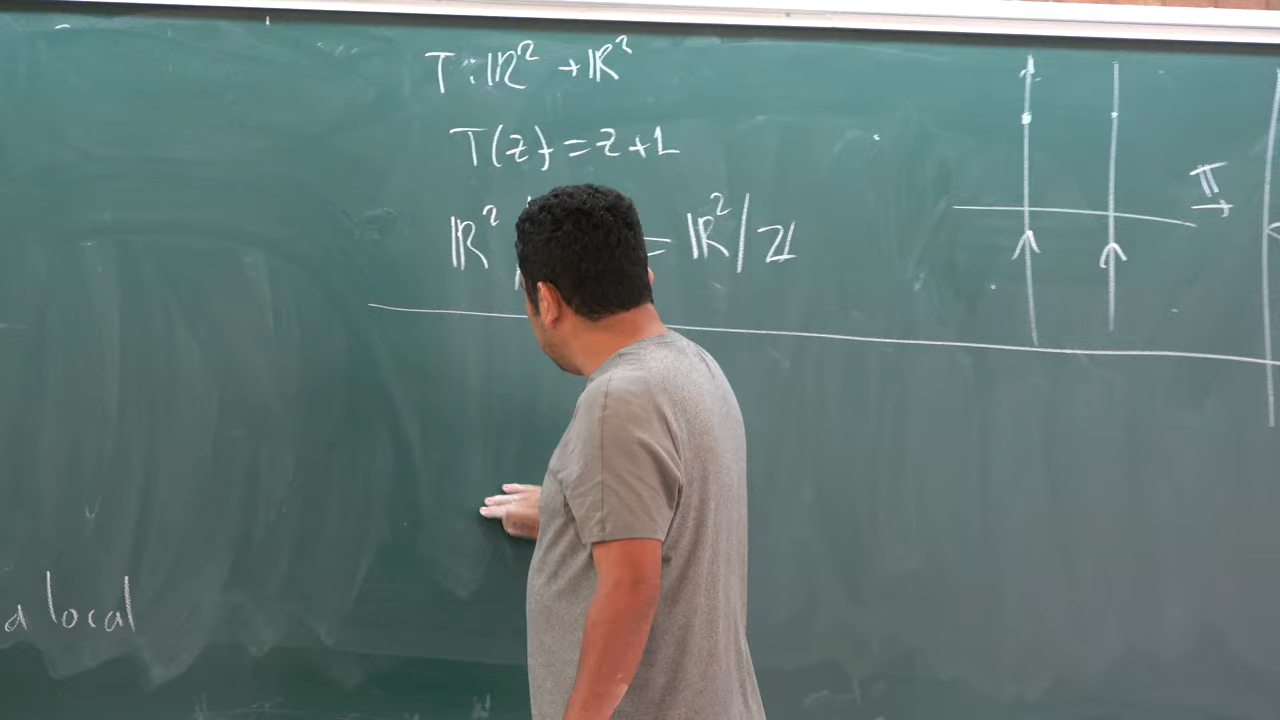 T : ℝ² → ℝ²
T(z) = z + 1
ℝ² = ℝ² / ℤ
π
a local